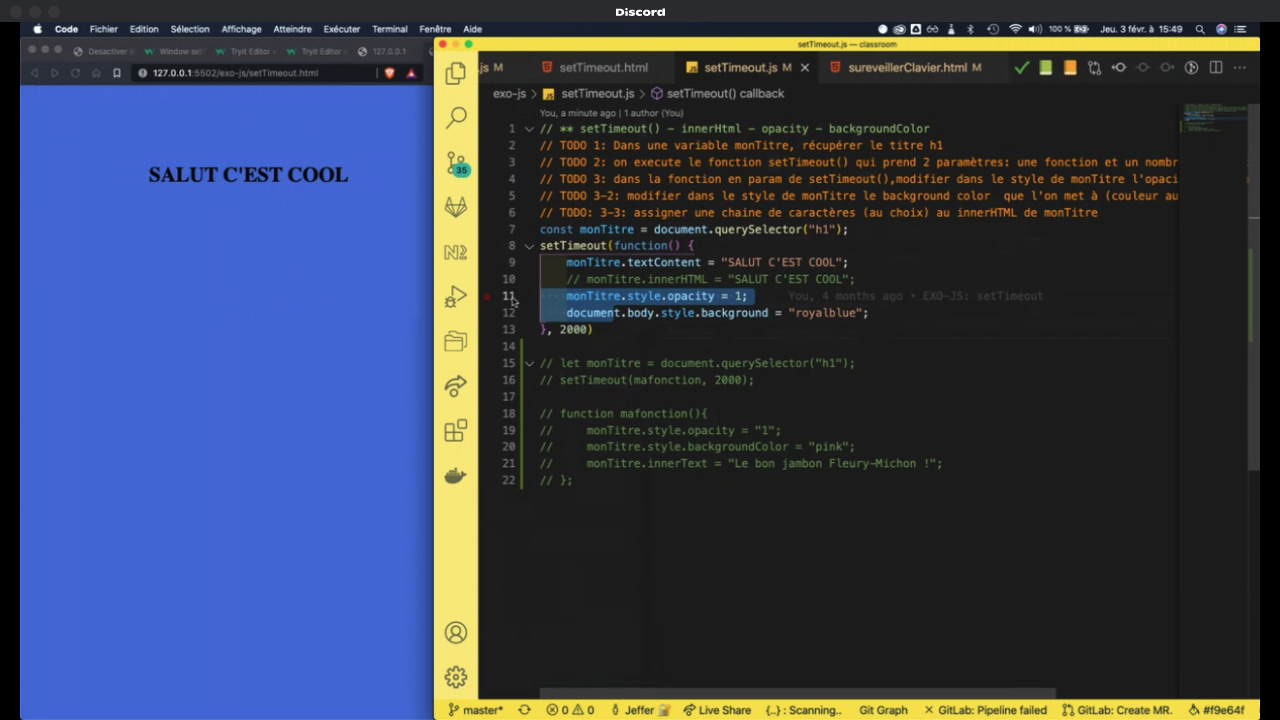 Discord
Code Fichier Edition Sélection Affichage Atteindre Exécuter Terminal Fenêtre Aide
100 % Jeu. 3 févr. à 15:49
setTimeout.js — classroom
Desactiver Window set Tryit Editor Tryit Editor 127.0.0.1
127.0.0.1:5502/exo-js/setTimeout.html
.js M setTimeout.html setTimeout.js M sureveillerClavier.html M
exo-js > setTimeout.js > setTimeout() callback
You, a minute ago | 1 author (You)
1 // ** setTimeout() - innerHtml - opacity - backgroundColor
2 // TODO 1: Dans une variable monTitre, récupérer le titre h1
3 // TODO 2: on execute le fonction setTimeout() qui prend 2 paramètres: une fonction et un nombr
4 // TODO 3: dans la fonction en param de setTimeout(),modifier dans le style de monTitre l'opaci
5 // TODO 3-2: modifier dans le style de monTitre le background color que l'on met à (couleur au
6 // TODO: 3-3: assigner une chaine de caractères (au choix) au innerHTML de monTitre
7 const monTitre = document.querySelector("h1");
8 setTimeout(function() {
9 monTitre.textContent = "SALUT C'EST COOL";
10 // monTitre.innerHTML = "SALUT C'EST COOL";
11 monTitre.style.opacity = 1; You, 4 months ago • EXO-JS: setTimeout
12 document.body.style.background = "royalblue";
13 }, 2000)
14
15 // let monTitre = document.querySelector("h1");
16 // setTimeout(mafonction, 2000);
17
18 // function mafonction(){
19 // monTitre.style.opacity = "1";
20 // monTitre.style.backgroundColor = "pink";
21 // monTitre.innerText = "Le bon jambon Fleury-Michon !";
22 // };
SALUT C'EST COOL
35
master* 0 0 Jeffer Live Share {..} : Scanning.. Git Graph GitLab: Pipeline failed GitLab: Create MR. #f9e64f